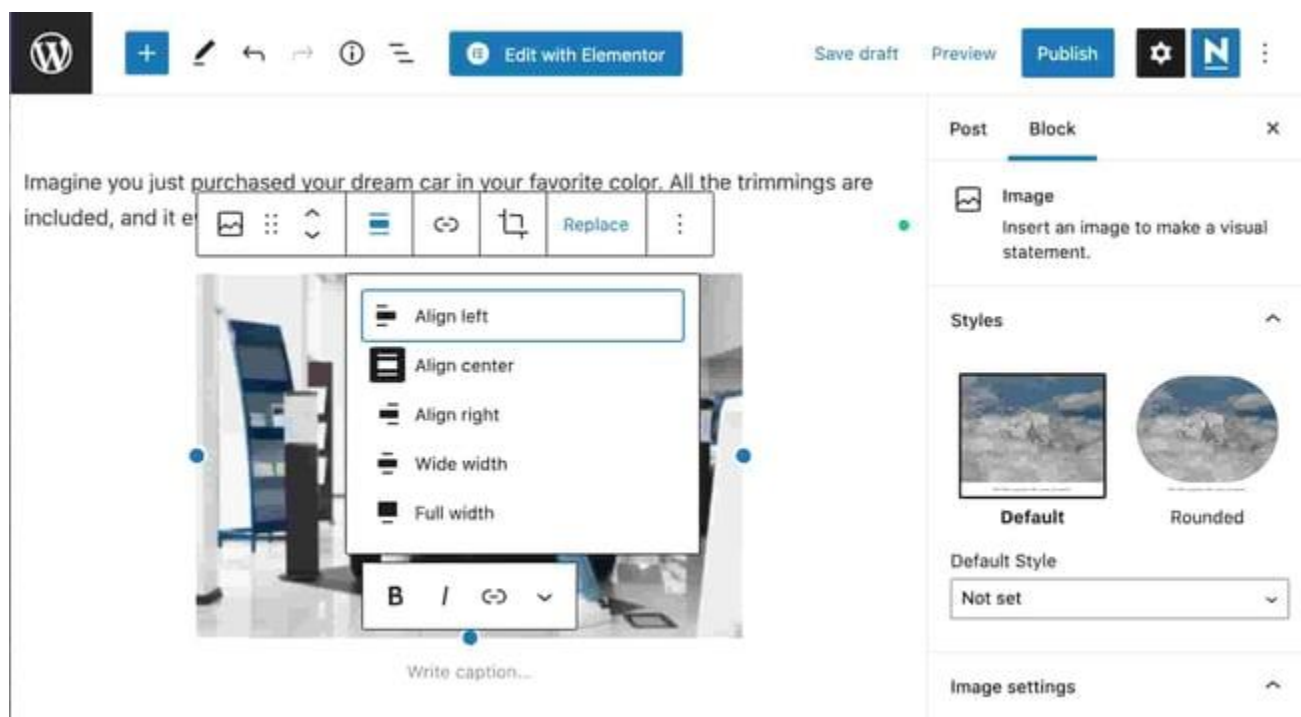 Edit with Elementor
Save draft
Preview
Publish
Post
Block
Imagine you just purchased your dream car in your favorite color. All the trimmings are
included, and it
Replace
Align left
Align center
Align right
Wide width
Full width
B I
Write caption...
Image
Insert an image to make a visual
statement.
Styles
Default
Rounded
Default Style
Not set
Image settings